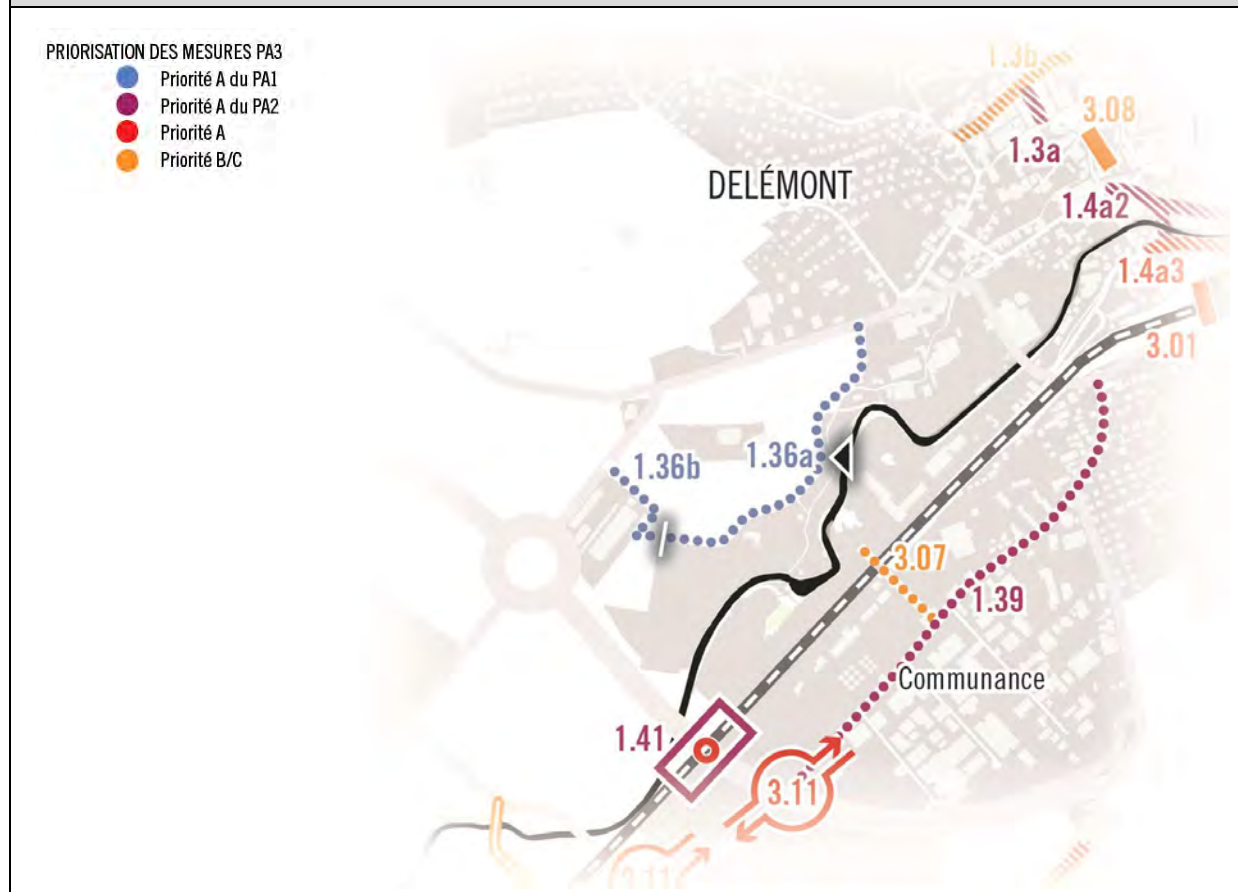 PRIORISATION DES MESURES PA3
Priorité A du PA1
Priorité A du PA2
Priorité A
Priorité B/C
1.3b
3.08
1.3a
DELÉMONT
1.4a2
1.4a3
3.01
1.36b
1.36a
3.07
1.39
Communance
1.41
3.11
3.11